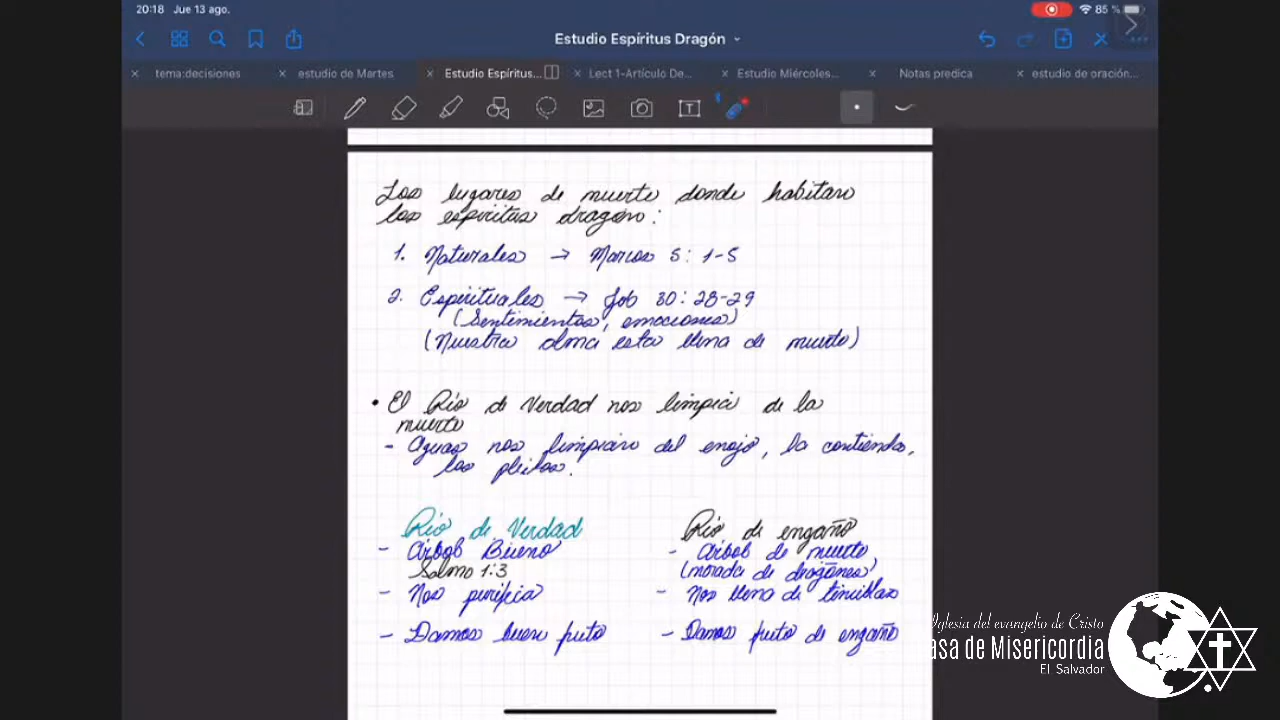 20:18 Jue 13 ago.
85 %
Estudio Espíritus Dragón
tema:decisiones
estudio de Martes
Estudio Espíritus...
Lect 1-Artículo De...
Estudio Miércoles...
Notas predica
estudio de oración...
Los lugares de muerte donde habitan
los espíritus dragón:
1. Naturales → Marcos 5: 1-5
2. Espirituales → Job 30: 28-29
(Sentimientos, emociones)
(Nuestra alma esta llena de muerte)
• El Río de Verdad nos limpia de la
muerte
- Aguas nos limpian del enojo, la contienda,
los pleitos.
Río de Verdad
- Árbol Bueno
Salmo 1:3
- Nos purifica
- Damos buen fruto
Río de engaño
- Árbol de muerte
(morada de dragones)
- Nos llena de tinieblas
- Damos fruto de engaño
Iglesia del evangelio de Cristo
asa de Misericordia
EL SALVADOR